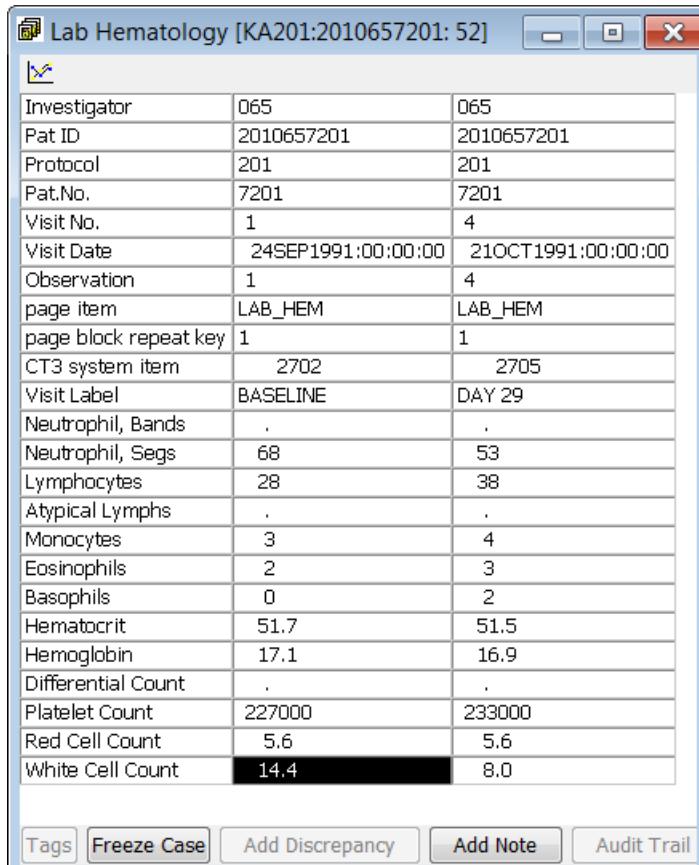 Lab Hematology [KA201:2010657201: 52]
Investigator 065 065
Pat ID 2010657201 2010657201
Protocol 201 201
Pat.No. 7201 7201
Visit No. 1 4
Visit Date 24SEP1991:00:00:00 21OCT1991:00:00:00
Observation 1 4
page item LAB_HEM LAB_HEM
page block repeat key 1 1
CT3 system item 2702 2705
Visit Label BASELINE DAY 29
Neutrophil, Bands . .
Neutrophil, Segs 68 53
Lymphocytes 28 38
Atypical Lymphs . .
Monocytes 3 4
Eosinophils 2 3
Basophils 0 2
Hematocrit 51.7 51.5
Hemoglobin 17.1 16.9
Differential Count . .
Platelet Count 227000 233000
Red Cell Count 5.6 5.6
White Cell Count 14.4 8.0
Tags Freeze Case Add Discrepancy Add Note Audit Trail